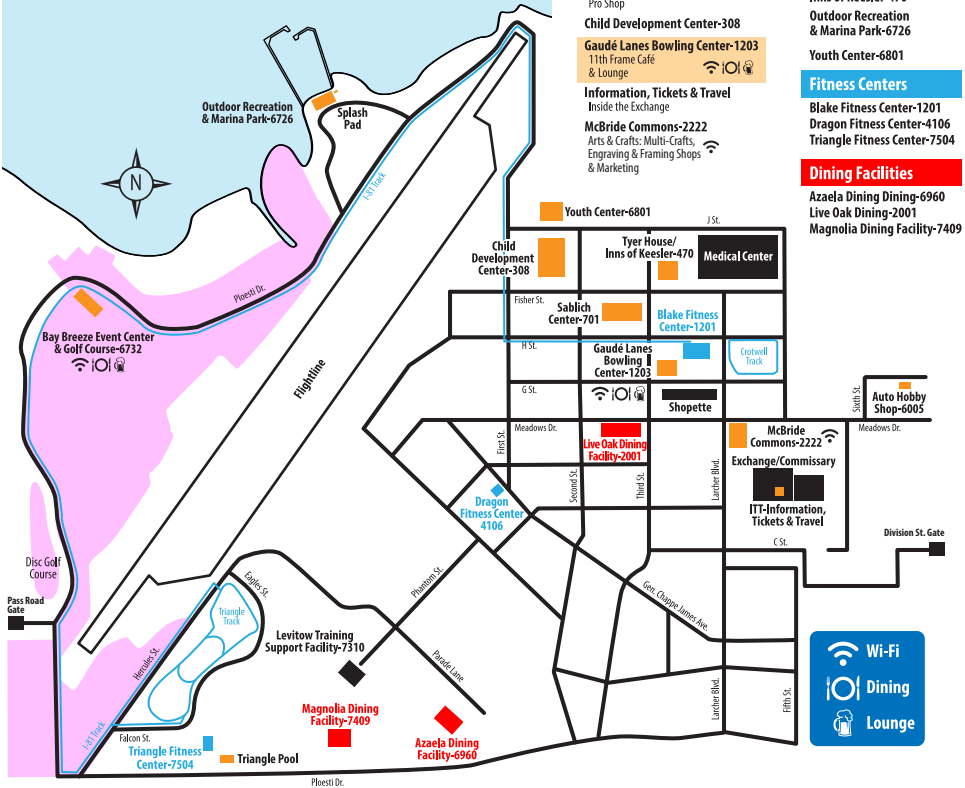 Pro Shop
Child Development Center-308
Gaudé Lanes Bowling Center-1203
11th Frame Café
& Lounge
Information, Tickets & Travel
Inside the Exchange
McBride Commons-2222
Arts & Crafts: Multi-Crafts,
Engraving & Framing Shops
& Marketing
Outdoor Recreation
& Marina Park-6726
Youth Center-6801
Fitness Centers
Blake Fitness Center-1201
Dragon Fitness Center-4106
Triangle Fitness Center-7504
Dining Facilities
Azaela Dining Dining-6960
Live Oak Dining-2001
Magnolia Dining Facility-7409
Outdoor Recreation
& Marina Park-6726
Splash
Pad
N
J-81 Track
Ploesti Dr.
Bay Breeze Event Center
& Golf Course-6732
Flightline
Youth Center-6801
J St.
Child
Development
Center-308
Tyer House/
Inns of Keesler-470
Medical Center
Fisher St.
Sablich
Center-701
Blake Fitness
Center-1201
H St.
Gaudé Lanes
Bowling
Center-1203
Crotwell
Track
G St.
Shopette
Sixth St.
Auto Hobby
Shop-6005
Meadows Dr.
Meadows Dr.
First St.
Live Oak Dining
Facility-2001
McBride
Commons-2222
Second St.
Third St.
Larcher Blvd.
Exchange/Commissary
ITT-Information,
Tickets & Travel
Dragon
Fitness Center
4106
C St.
Division St. Gate
Disc Golf
Course
Pass Road
Gate
Eagles St.
Phantom St.
Gen. Chappe James Ave.
Triangle
Track
Levitow Training
Support Facility-7310
Parade Lane
Hercules St.
Larcher Blvd.
Fifth St.
Wi-Fi
Dining
Lounge
Magnolia Dining
Facility-7409
Azaela Dining
Facility-6960
J-81 Track
Falcon St.
Triangle Fitness
Center-7504
Triangle Pool
Ploesti Dr.